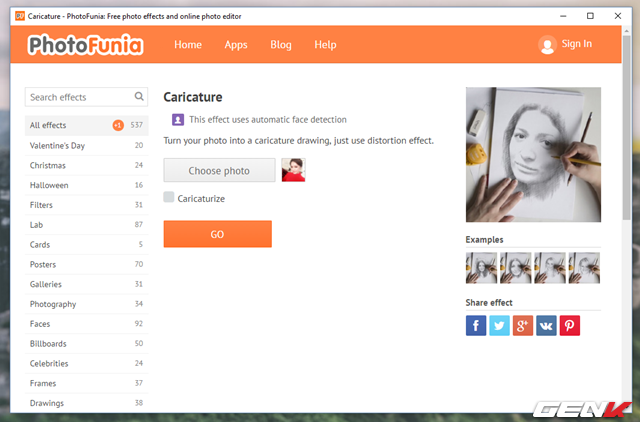 Caricature - PhotoFunia: Free photo effects and online photo editor
PhotoFunia
Home Apps Blog Help
Sign In
Search effects
All effects +1 537
Valentine's Day 20
Christmas 24
Halloween 16
Filters 31
Lab 87
Cards 5
Posters 70
Galleries 31
Photography 34
Faces 92
Billboards 50
Celebrities 24
Frames 37
Drawings 38
Caricature
This effect uses automatic face detection
Turn your photo into a caricature drawing, just use distortion effect.
Choose photo
Caricaturize
GO
Examples
Share effect
GENK